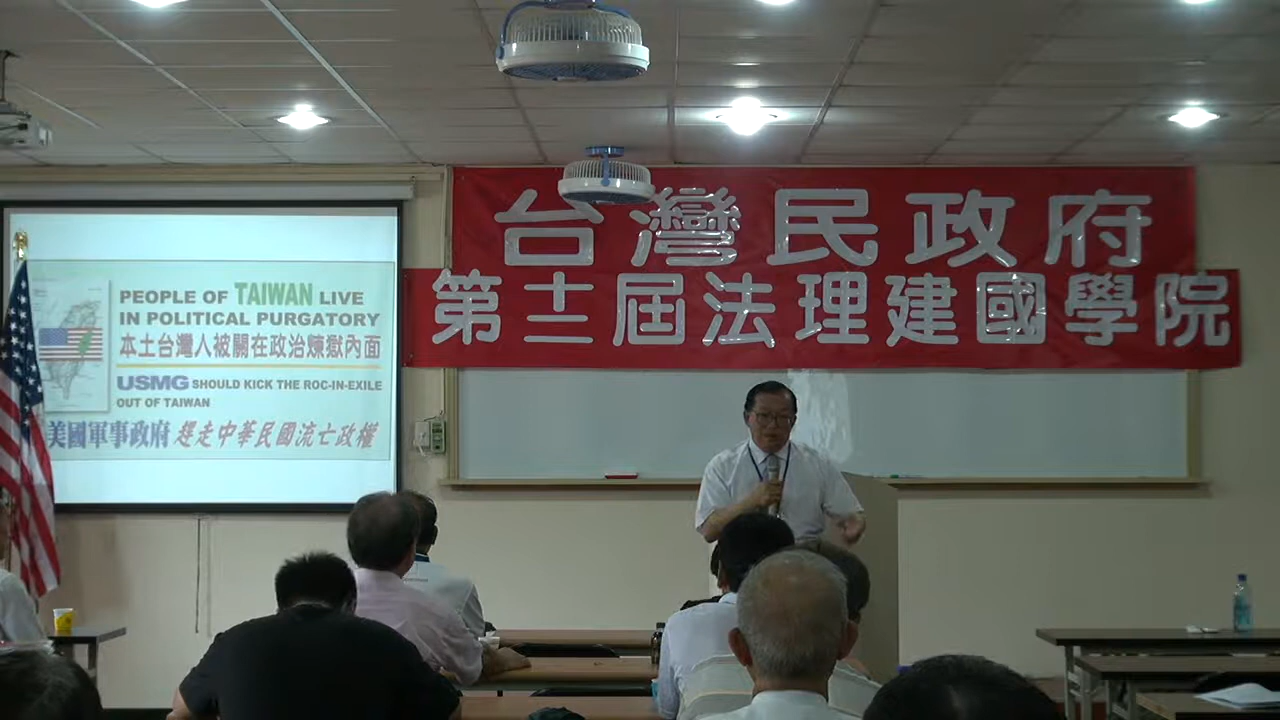 台灣民政府
第十二屆法理建國學院
PEOPLE OF TAIWAN LIVE
IN POLITICAL PURGATORY
本土台灣人被關在政治煉獄內面
USMG SHOULD KICK THE ROC-IN-EXILE
OUT OF TAIWAN
美國軍事政府 趕走中華民國流亡政權